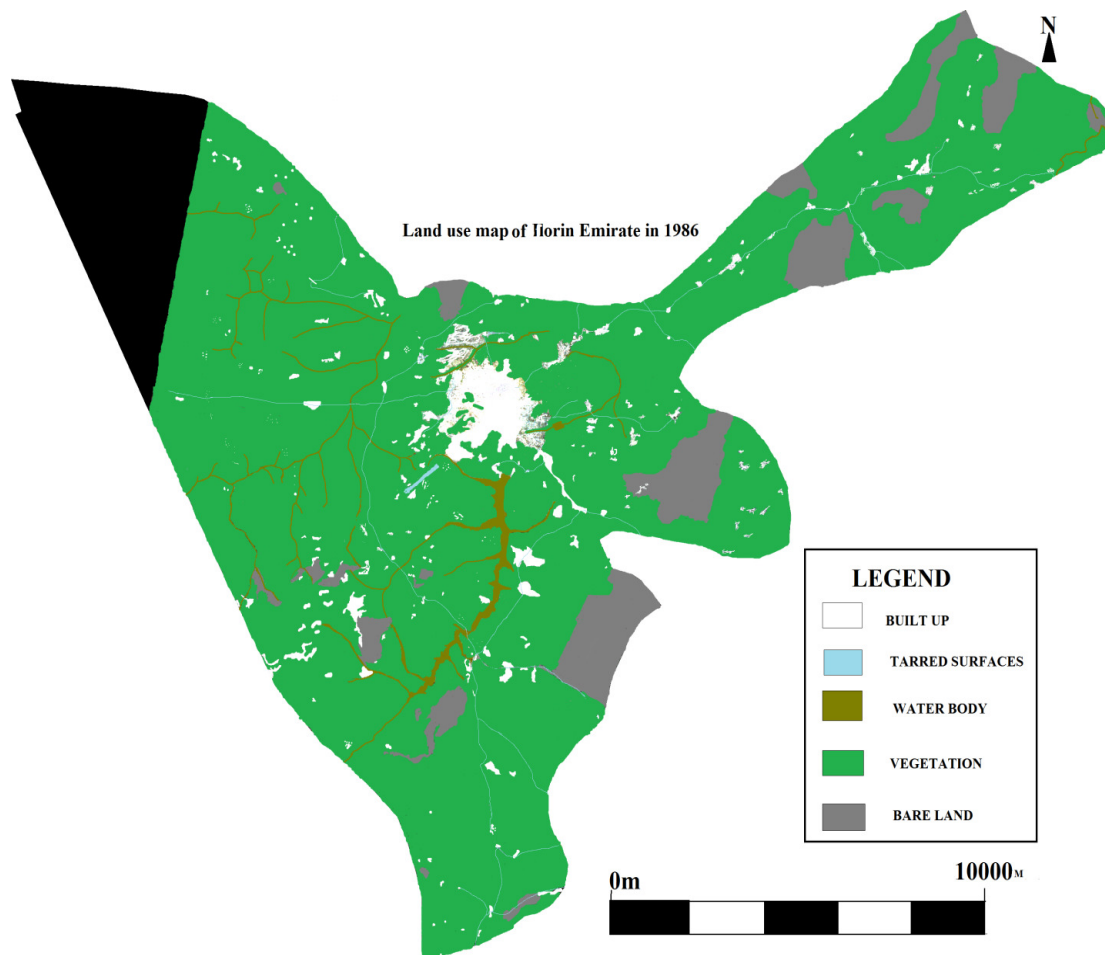 N
Land use map of Ilorin Emirate in 1986
LEGEND
BUILT UP
TARRED SURFACES
WATER BODY
VEGETATION
BARE LAND
0m 10000M